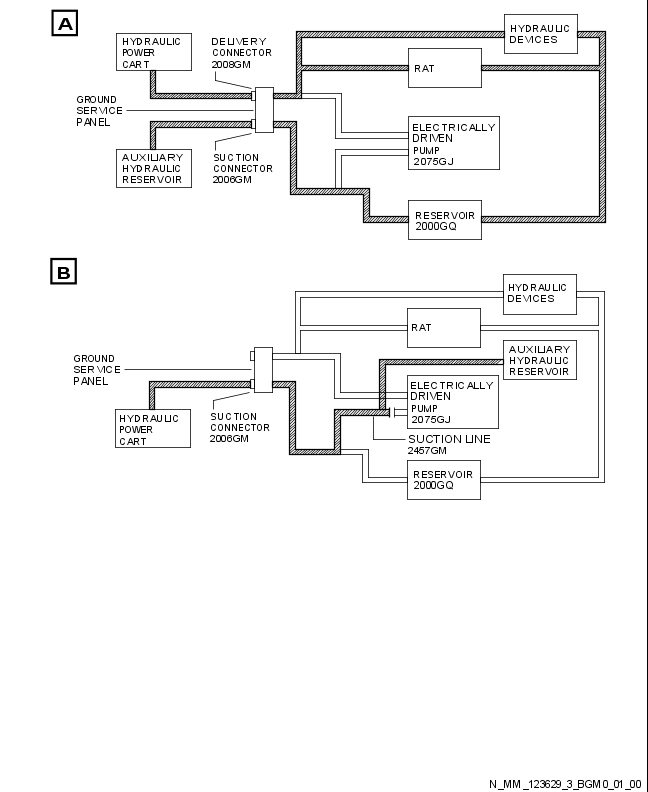 A
HYDRAULIC
POWER
CART
DELIVERY
CONNECTOR
2008GM
HYDRAULIC
DEVICES
RAT
GROUND
SERVICE
PANEL
ELECTRICALLY
DRIVEN
PUMP
2075GJ
AUXILIARY
HYDRAULIC
RESERVOIR
SUCTION
CONNECTOR
2006GM
RESERVOIR
2000GQ
B
HYDRAULIC
DEVICES
RAT
AUXILIARY
HYDRAULIC
RESERVOIR
GROUND
SERVICE
PANEL
ELECTRICALLY
DRIVEN
PUMP
2075GJ
HYDRAULIC
POWER
CART
SUCTION
CONNECTOR
2006GM
SUCTION LINE
2457GM
RESERVOIR
2000GQ
N_MM_123629_3_BGM0_01_00